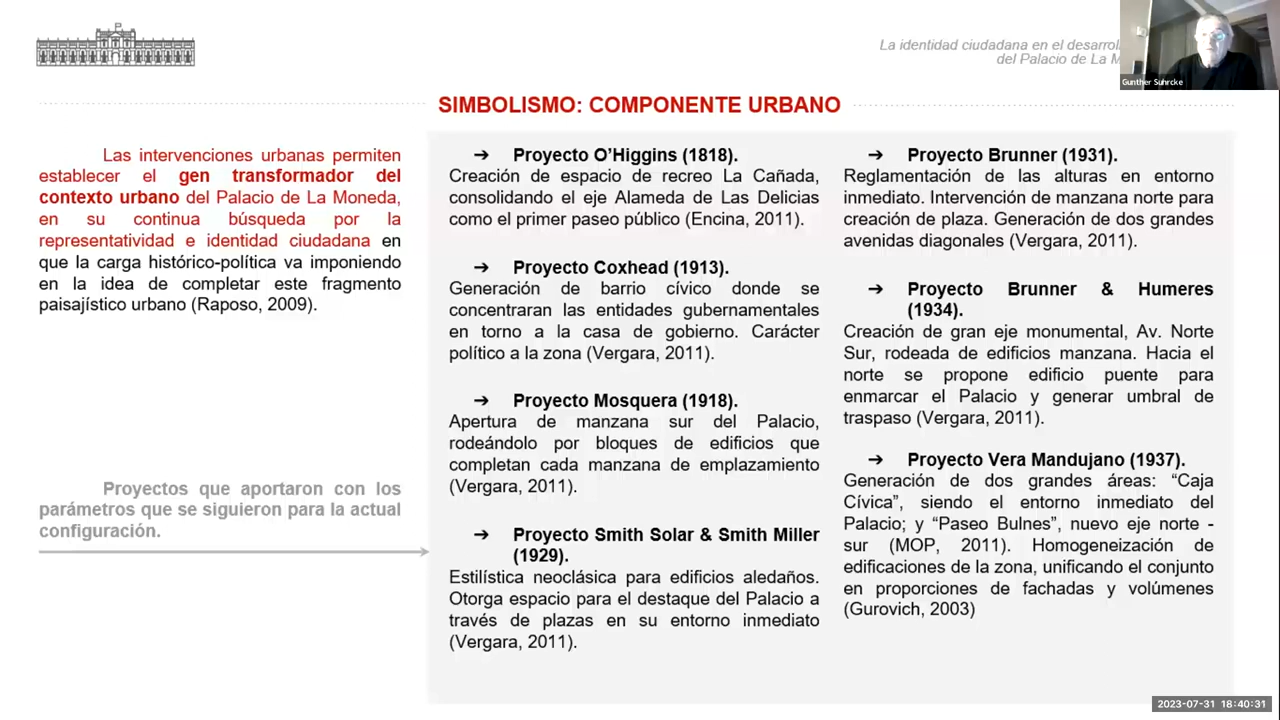 La identidad ciudadana en el desarrol
del Palacio de La M
Gunther Suhrcke
SIMBOLISMO: COMPONENTE URBANO
Las intervenciones urbanas permiten
establecer el gen transformador del
contexto urbano del Palacio de La Moneda,
en su continua búsqueda por la
representatividad e identidad ciudadana en
que la carga histórico-política va imponiendo
en la idea de completar este fragmento
paisajístico urbano (Raposo, 2009).
Proyectos que aportaron con los
parámetros que se siguieron para la actual
configuración.
➔ Proyecto O’Higgins (1818).
Creación de espacio de recreo La Cañada,
consolidando el eje Alameda de Las Delicias
como el primer paseo público (Encina, 2011).
➔ Proyecto Coxhead (1913).
Generación de barrio cívico donde se
concentraran las entidades gubernamentales
en torno a la casa de gobierno. Carácter
político a la zona (Vergara, 2011).
➔ Proyecto Mosquera (1918).
Apertura de manzana sur del Palacio,
rodeándolo por bloques de edificios que
completan cada manzana de emplazamiento
(Vergara, 2011).
➔ Proyecto Smith Solar & Smith Miller
(1929).
Estilística neoclásica para edificios aledaños.
Otorga espacio para el destaque del Palacio a
través de plazas en su entorno inmediato
(Vergara, 2011).
➔ Proyecto Brunner (1931).
Reglamentación de las alturas en entorno
inmediato. Intervención de manzana norte para
creación de plaza. Generación de dos grandes
avenidas diagonales (Vergara, 2011).
➔ Proyecto Brunner & Humeres
(1934).
Creación de gran eje monumental, Av. Norte
Sur, rodeada de edificios manzana. Hacia el
norte se propone edificio puente para
enmarcar el Palacio y generar umbral de
traspaso (Vergara, 2011).
➔ Proyecto Vera Mandujano (1937).
Generación de dos grandes áreas: “Caja
Cívica”, siendo el entorno inmediato del
Palacio; y “Paseo Bulnes”, nuevo eje norte -
sur (MOP, 2011). Homogeneización de
edificaciones de la zona, unificando el conjunto
en proporciones de fachadas y volúmenes
(Gurovich, 2003)
2023-07-31 18:40:31